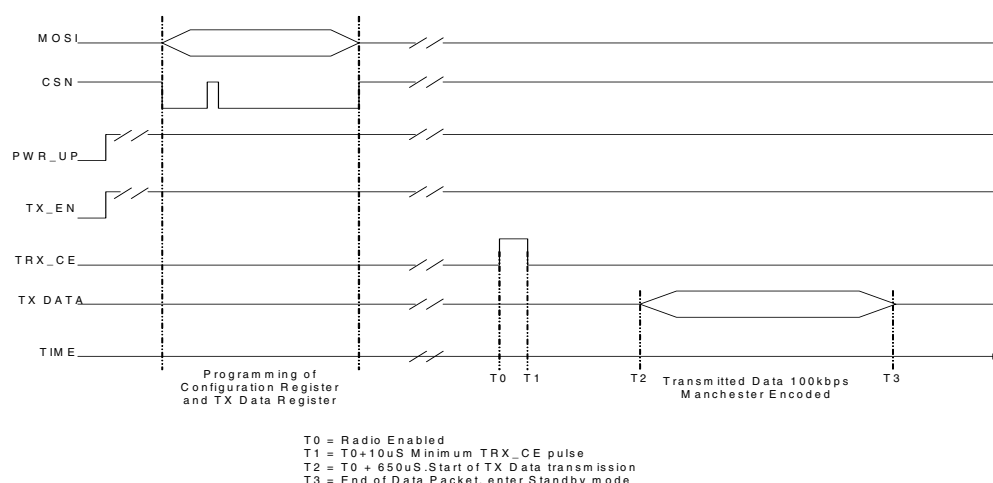 MOSI
CSN
PWR_UP
TX_EN
TRX_CE
TX DATA
TIME
Programming of
Configuration Register
and TX Data Register
T0
T1
T2
Transmitted Data 100kbps
Manchester Encoded
T3
T0 = Radio Enabled
T1 = T0+10uS Minimum TRX_CE pulse
T2 = T0 + 650uS.Start of TX Data transmission
T3 = End of Data Packet, enter Standby mode